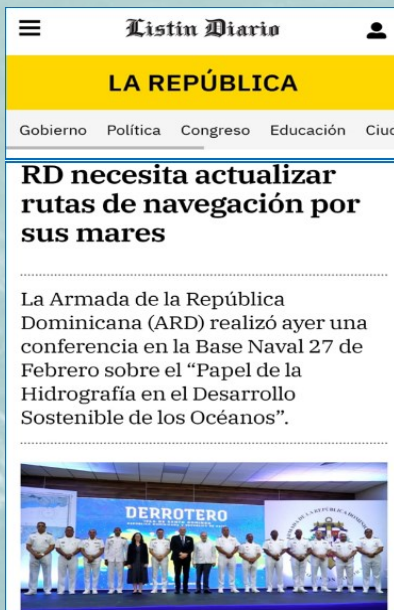 Listín Diario
LA REPÚBLICA
Gobierno Política Congreso Educación Ciud
RD necesita actualizar
rutas de navegación por
sus mares
La Armada de la República
Dominicana (ARD) realizó ayer una
conferencia en la Base Naval 27 de
Febrero sobre el “Papel de la
Hidrografía en el Desarrollo
Sostenible de los Océanos”.
DERROTERO